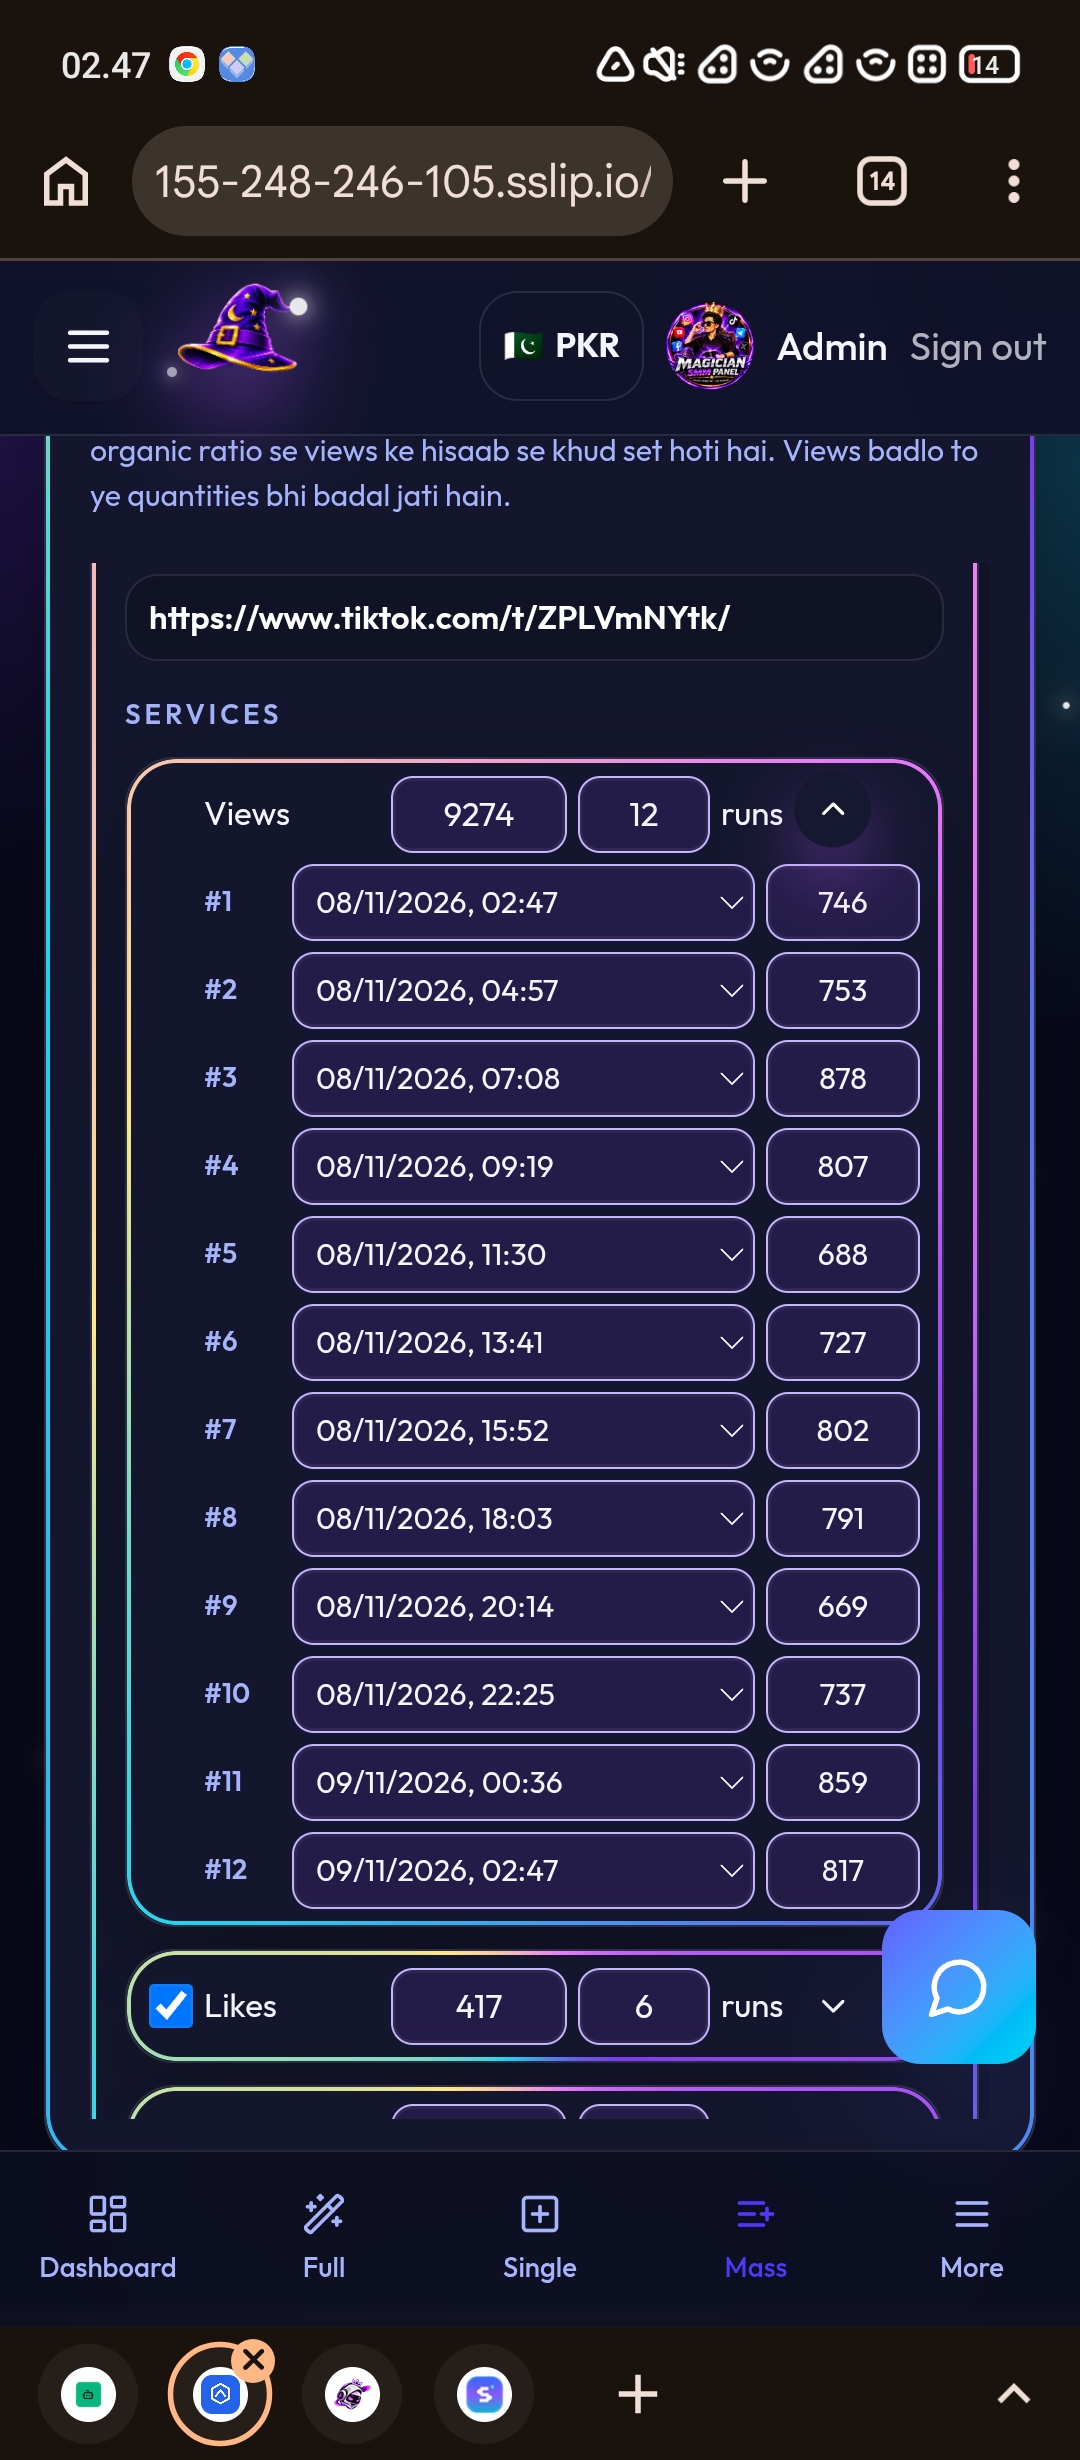 02.47
14
155-248-246-105.sslip.io/
14
PKR
MAGICIAN
SMM PANEL
Admin
Sign out
organic ratio se views ke hisaab se khud set hoti hai. Views badlo to
ye quantities bhi badal jati hain.
https://www.tiktok.com/t/ZPLVmNYtk/
SERVICES
Views 9274 12 runs
#1 08/11/2026, 02:47 746
#2 08/11/2026, 04:57 753
#3 08/11/2026, 07:08 878
#4 08/11/2026, 09:19 807
#5 08/11/2026, 11:30 688
#6 08/11/2026, 13:41 727
#7 08/11/2026, 15:52 802
#8 08/11/2026, 18:03 791
#9 08/11/2026, 20:14 669
#10 08/11/2026, 22:25 737
#11 09/11/2026, 00:36 859
#12 09/11/2026, 02:47 817
Likes 417 6 runs
Dashboard Full Single Mass More